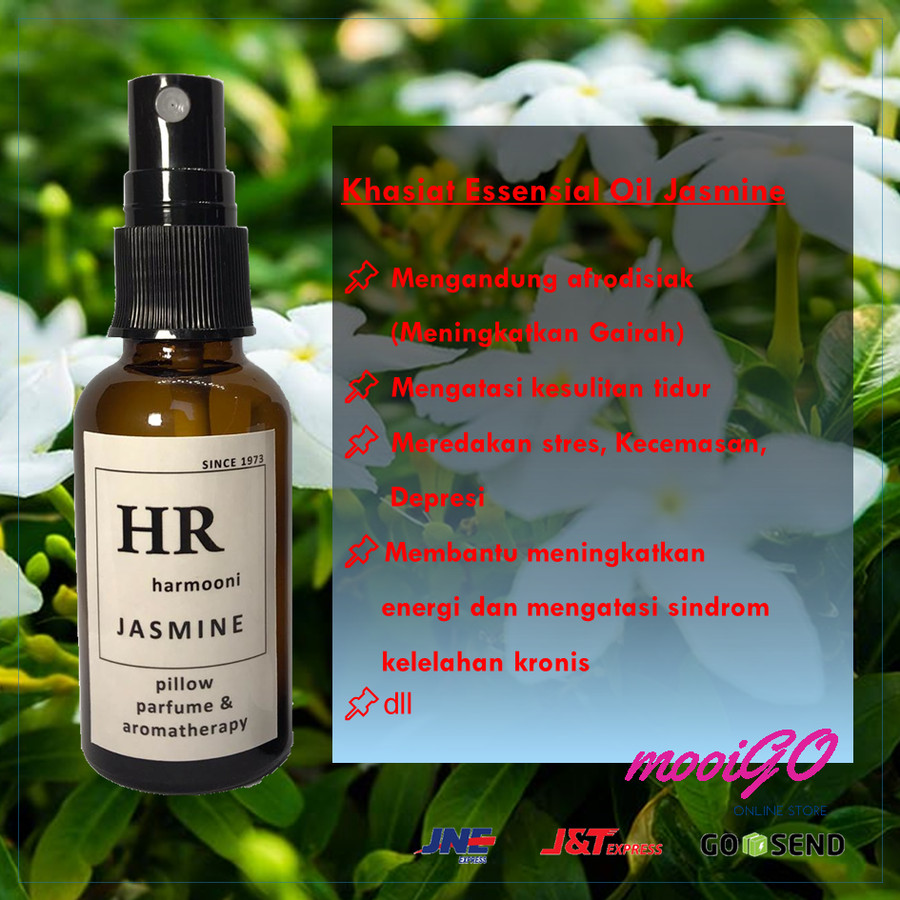 Khasiat Essensial Oil Jasmine
Mengandung afrodisiak
(Meningkatkan Gairah)
Mengatasi kesulitan tidur
Meredakan stres, Kecemasan,
Depresi
Membantu meningkatkan
energi dan mengatasi sindrom
kelelahan kronis
dll
SINCE 1973
HR
harmooni
JASMINE
pillow
parfume &
aromatherapy
mooiGO
ONLINE STORE
JNE
EXPRESS
J&T EXPRESS
GO SEND